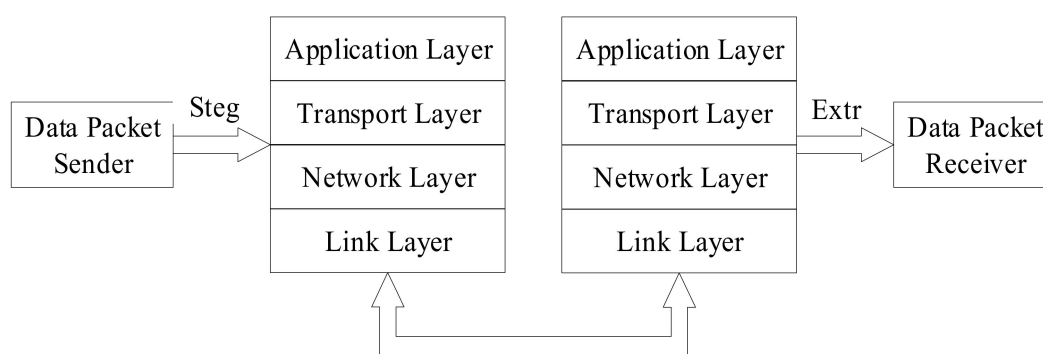 Application Layer
Transport Layer
Network Layer
Link Layer
Application Layer
Transport Layer
Network Layer
Link Layer
Steg
Data Packet
Sender
Extr
Data Packet
Receiver